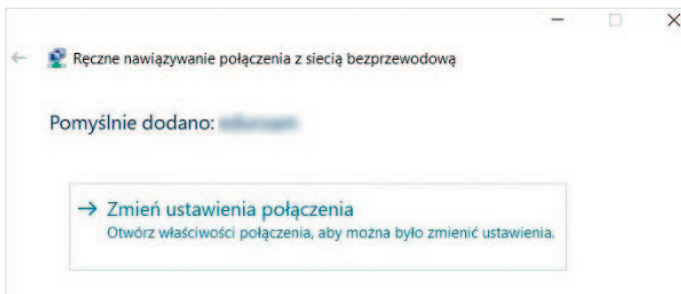 Ręczne nawiązywanie połączenia z siecią bezprzewodową
Pomyślnie dodano:
Zmień ustawienia połączenia
Otwórz właściwości połączenia, aby można było zmienić ustawienia.